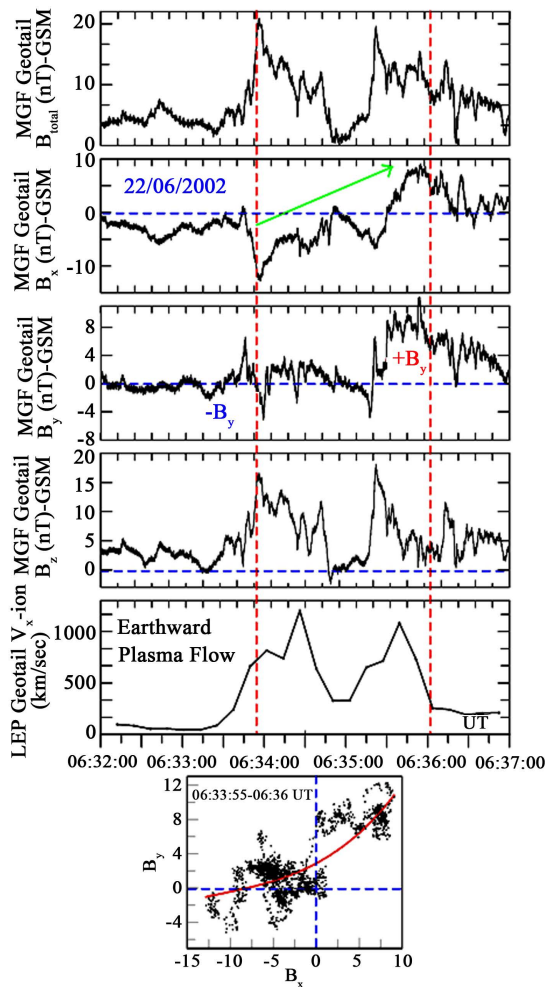 MGF Geotail
B_total (nT)-GSM
20
10
0
MGF Geotail
B_x (nT)-GSM
10
0
-10
22/06/2002
MGF Geotail
B_y (nT)-GSM
8
4
0
-4
-8
-B_y
+B_y
MGF Geotail
B_z (nT)-GSM
20
15
10
5
0
LEP Geotail V_x-ion
(km/sec)
1000
500
0
Earthward
Plasma Flow
UT
06:32:00 06:33:00 06:34:00 06:35:00 06:36:00 06:37:00
06:33:55-06:36 UT
B_y
12
8
4
0
-4
-15 -10 -5 0 5 10
B_x